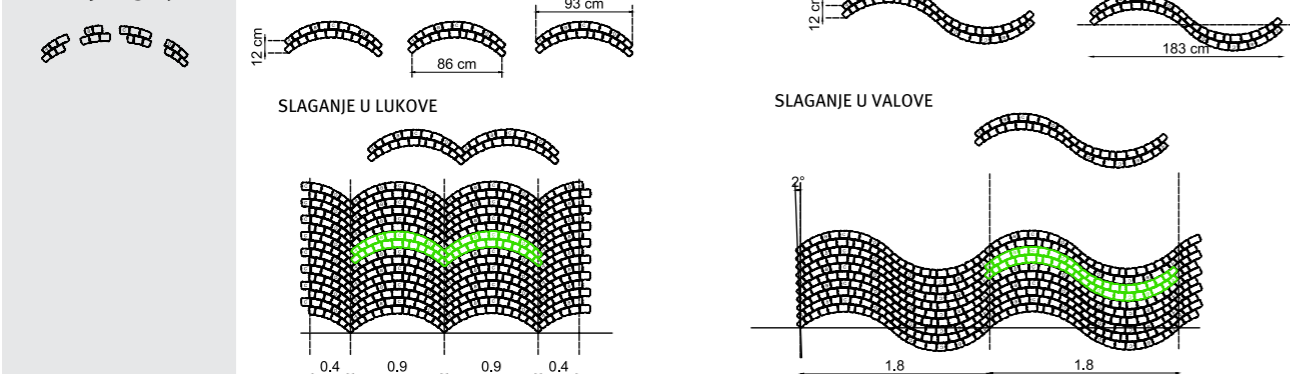 93 cm
12 cm
12 cm
86 cm
183 cm
SLAGANJE U LUKOVE
SLAGANJE U VALOVE
2°
0.4 0.9 0.9 0.4
1.8 1.8